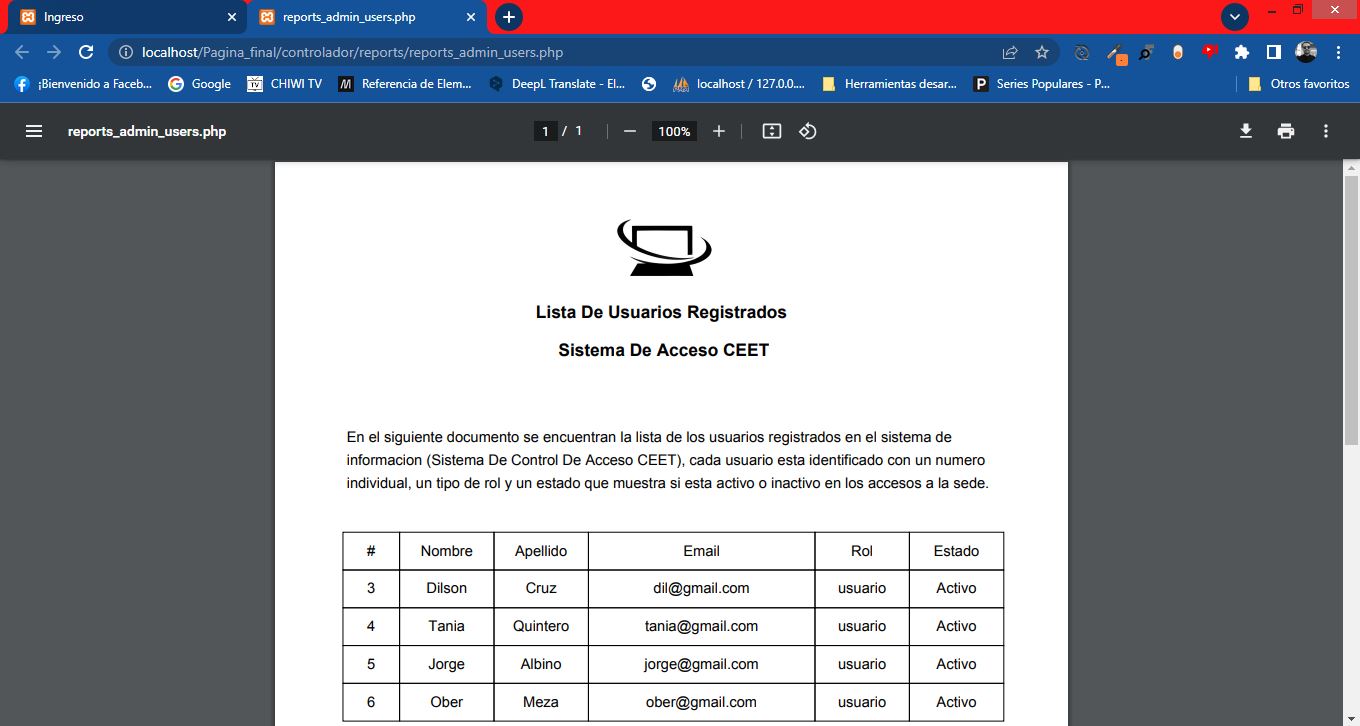 Ingreso
reports_admin_users.php
localhost/Pagina_final/controlador/reports/reports_admin_users.php
¡Bienvenido a Faceb...
Google
TV
CHIWI TV
Referencia de Elem...
DeepL Translate - El...
localhost / 127.0.0....
Herramientas desar...
P
Series Populares - P...
Otros favoritos
reports_admin_users.php
1 / 1
100%
Lista De Usuarios Registrados
Sistema De Acceso CEET
En el siguiente documento se encuentran la lista de los usuarios registrados en el sistema de
informacion (Sistema De Control De Acceso CEET), cada usuario esta identificado con un numero
individual, un tipo de rol y un estado que muestra si esta activo o inactivo en los accesos a la sede.
# Nombre Apellido Email Rol Estado
3 Dilson Cruz dil@gmail.com usuario Activo
4 Tania Quintero tania@gmail.com usuario Activo
5 Jorge Albino jorge@gmail.com usuario Activo
6 Ober Meza ober@gmail.com usuario Activo